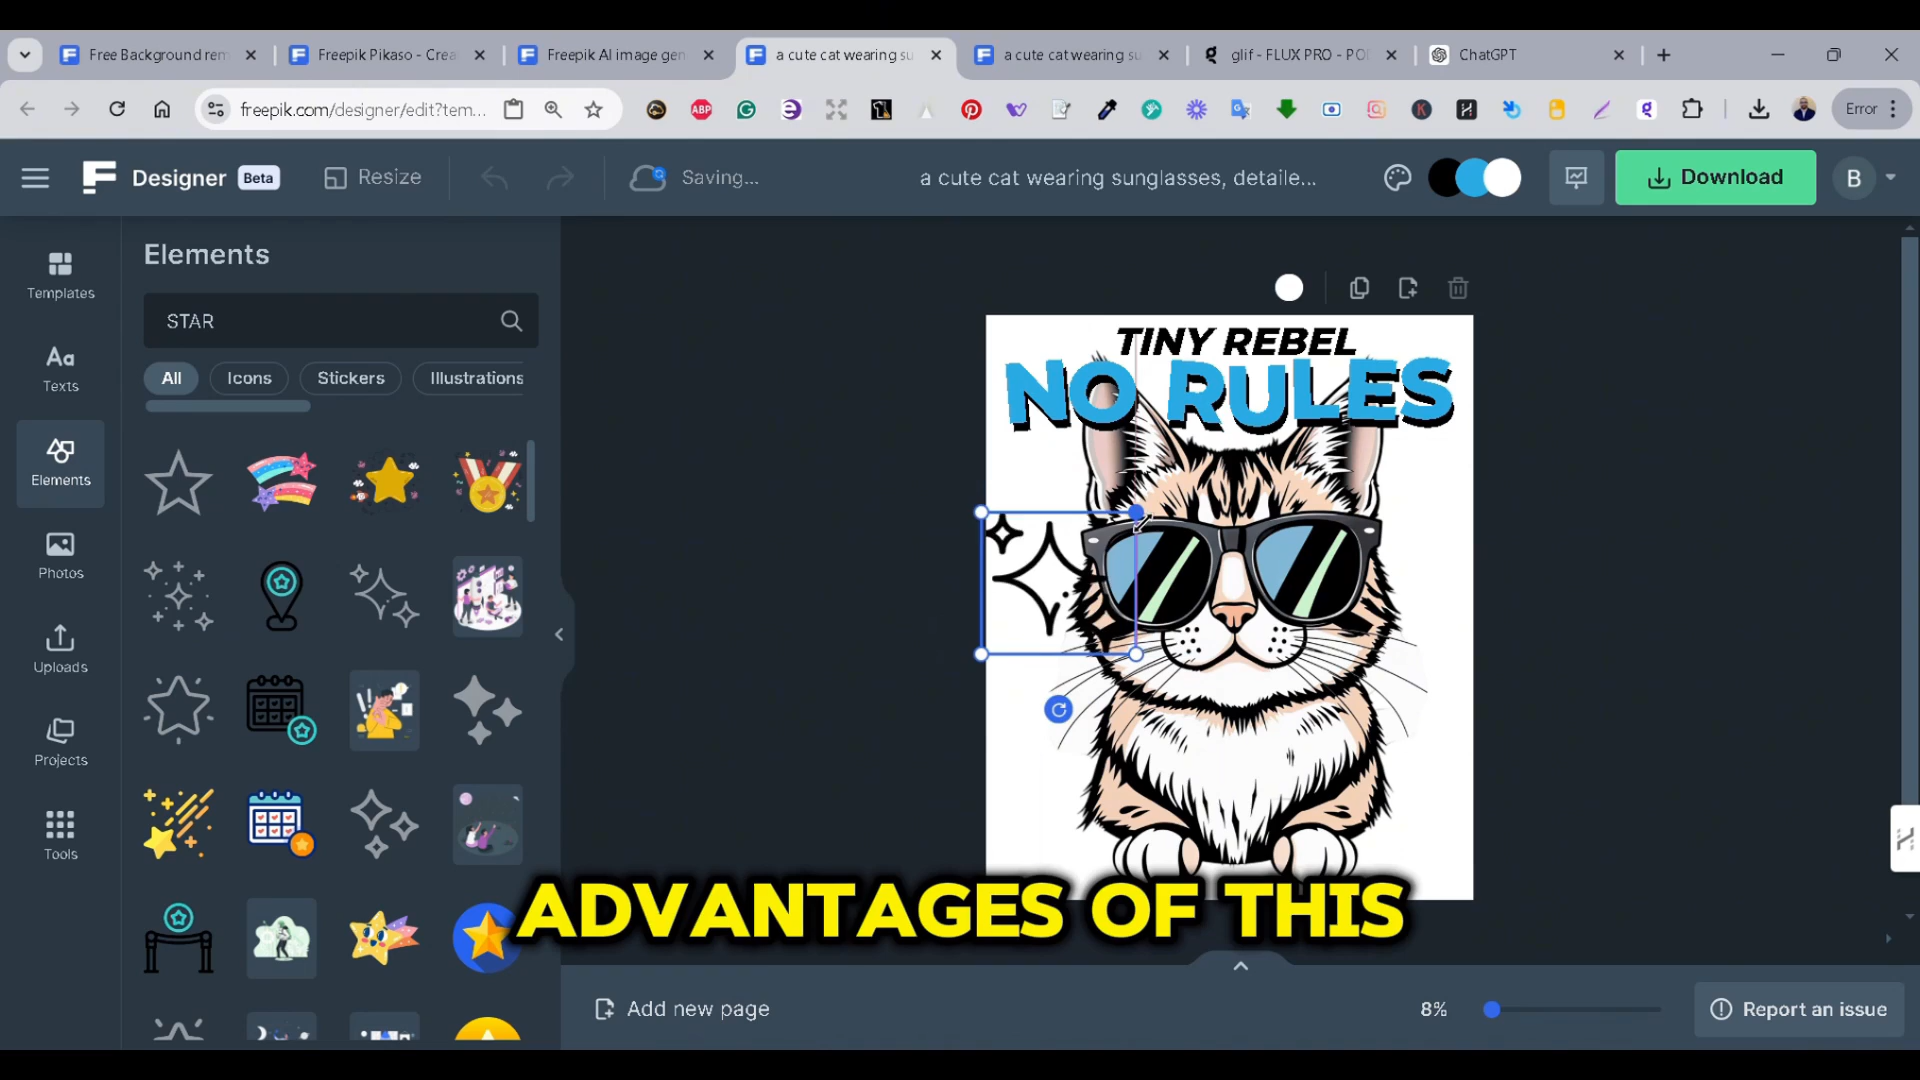 Free Background rem
Freepik Pikaso - Crea
Freepik AI image gen
a cute cat wearing su
a cute cat wearing su
glif - FLUX PRO - PO
ChatGPT
freepik.com/designer/edit?tem...
ABP
Error
Designer
Beta
Resize
Saving...
a cute cat wearing sunglasses, detaile...
Download
B
Templates
Texts
Elements
Photos
Uploads
Projects
Tools
Elements
STAR
All
Icons
Stickers
Illustrations
TINY REBEL
NO RULES
ADVANTAGES OF THIS
Add new page
8%
Report an issue